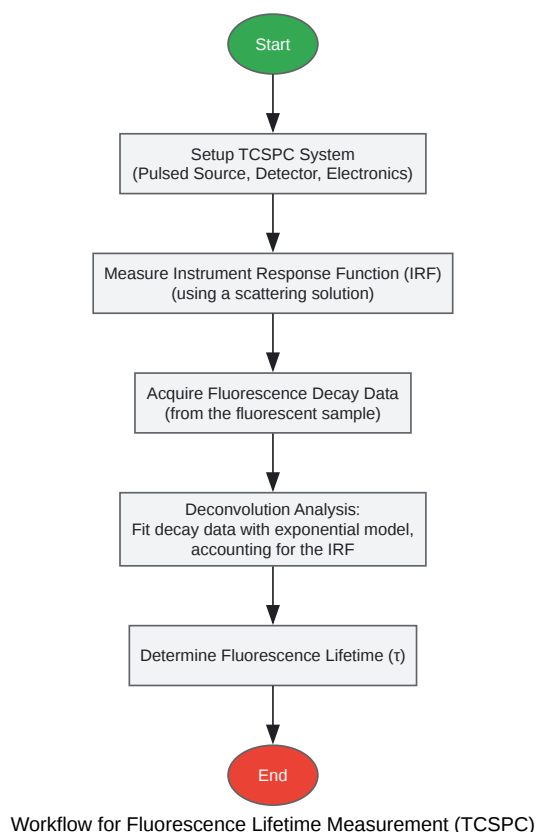 Start
Setup TCSPC System
(Pulsed Source, Detector, Electronics)
Measure Instrument Response Function (IRF)
(using a scattering solution)
Acquire Fluorescence Decay Data
(from the fluorescent sample)
Deconvolution Analysis:
Fit decay data with exponential model,
accounting for the IRF
Determine Fluorescence Lifetime (τ)
End
Workflow for Fluorescence Lifetime Measurement (TCSPC)